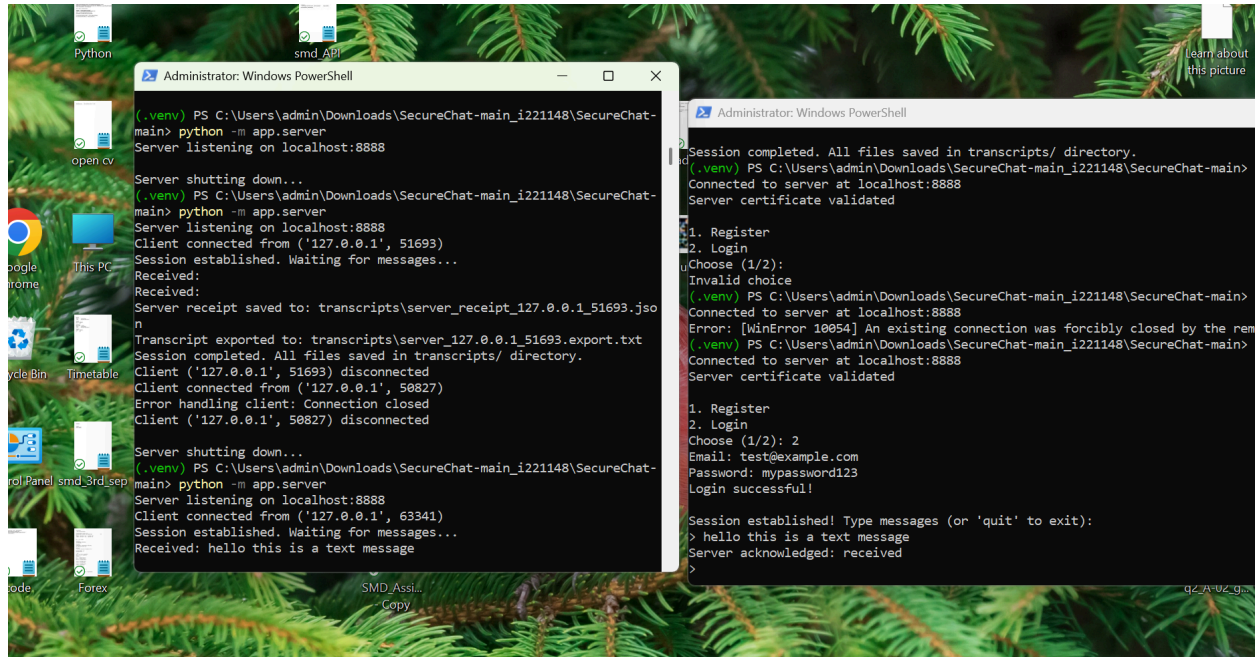 Python
smd_API
Learn about
this picture
open cv
This PC
Timetable
smd_3rd_sep
Forex
SMD_Assi...
- Copy
Administrator: Windows PowerShell
(.venv) PS C:\Users\admin\Downloads\SecureChat-main_i221148\SecureChat-
main> python -m app.server
Server listening on localhost:8888
Server shutting down...
(.venv) PS C:\Users\admin\Downloads\SecureChat-main_i221148\SecureChat-
main> python -m app.server
Server listening on localhost:8888
Client connected from ('127.0.0.1', 51693)
Session established. Waiting for messages...
Received:
Received:
Server receipt saved to: transcripts\server_receipt_127.0.0.1_51693.jso
n
Transcript exported to: transcripts\server_127.0.0.1_51693.export.txt
Session completed. All files saved in transcripts/ directory.
Client ('127.0.0.1', 51693) disconnected
Client connected from ('127.0.0.1', 50827)
Error handling client: Connection closed
Client ('127.0.0.1', 50827) disconnected
Server shutting down...
(.venv) PS C:\Users\admin\Downloads\SecureChat-main_i221148\SecureChat-
main> python -m app.server
Server listening on localhost:8888
Client connected from ('127.0.0.1', 63341)
Session established. Waiting for messages...
Received: hello this is a text message
Administrator: Windows PowerShell
Session completed. All files saved in transcripts/ directory.
(.venv) PS C:\Users\admin\Downloads\SecureChat-main_i221148\SecureChat-main>
Connected to server at localhost:8888
Server certificate validated
1. Register
2. Login
Choose (1/2):
Invalid choice
(.venv) PS C:\Users\admin\Downloads\SecureChat-main_i221148\SecureChat-main>
Connected to server at localhost:8888
Error: [WinError 10054] An existing connection was forcibly closed by the rem
(.venv) PS C:\Users\admin\Downloads\SecureChat-main_i221148\SecureChat-main>
Connected to server at localhost:8888
Server certificate validated
1. Register
2. Login
Choose (1/2): 2
Email: test@example.com
Password: mypassword123
Login successful!
Session established! Type messages (or 'quit' to exit):
> hello this is a text message
Server acknowledged: received
>